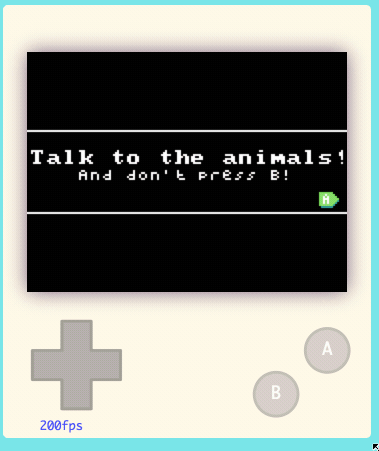 Talk to the animals!
And don't press B!
A
A
B
200fps